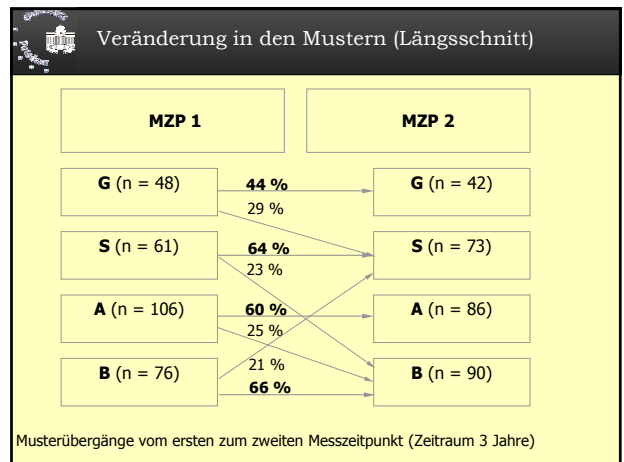 Veränderung in den Mustern (Längsschnitt)
MZP 1 MZP 2
G (n = 48) 44 % G (n = 42)
29 %
S (n = 61) 64 % S (n = 73)
23 %
A (n = 106) 60 % A (n = 86)
25 %
B (n = 76) 21 % B (n = 90)
66 %
Musterübergänge vom ersten zum zweiten Messzeitpunkt (Zeitraum 3 Jahre)